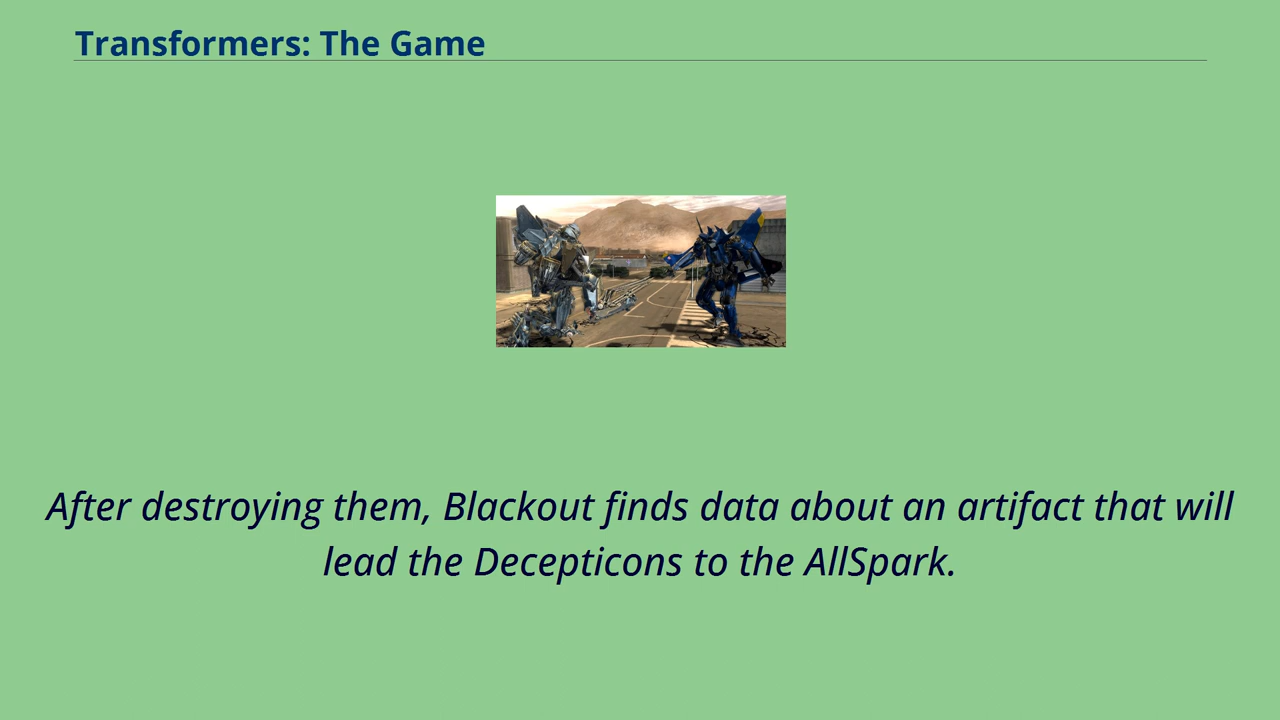 Transformers: The Game
After destroying them, Blackout finds data about an artifact that will
lead the Decepticons to the AllSpark.